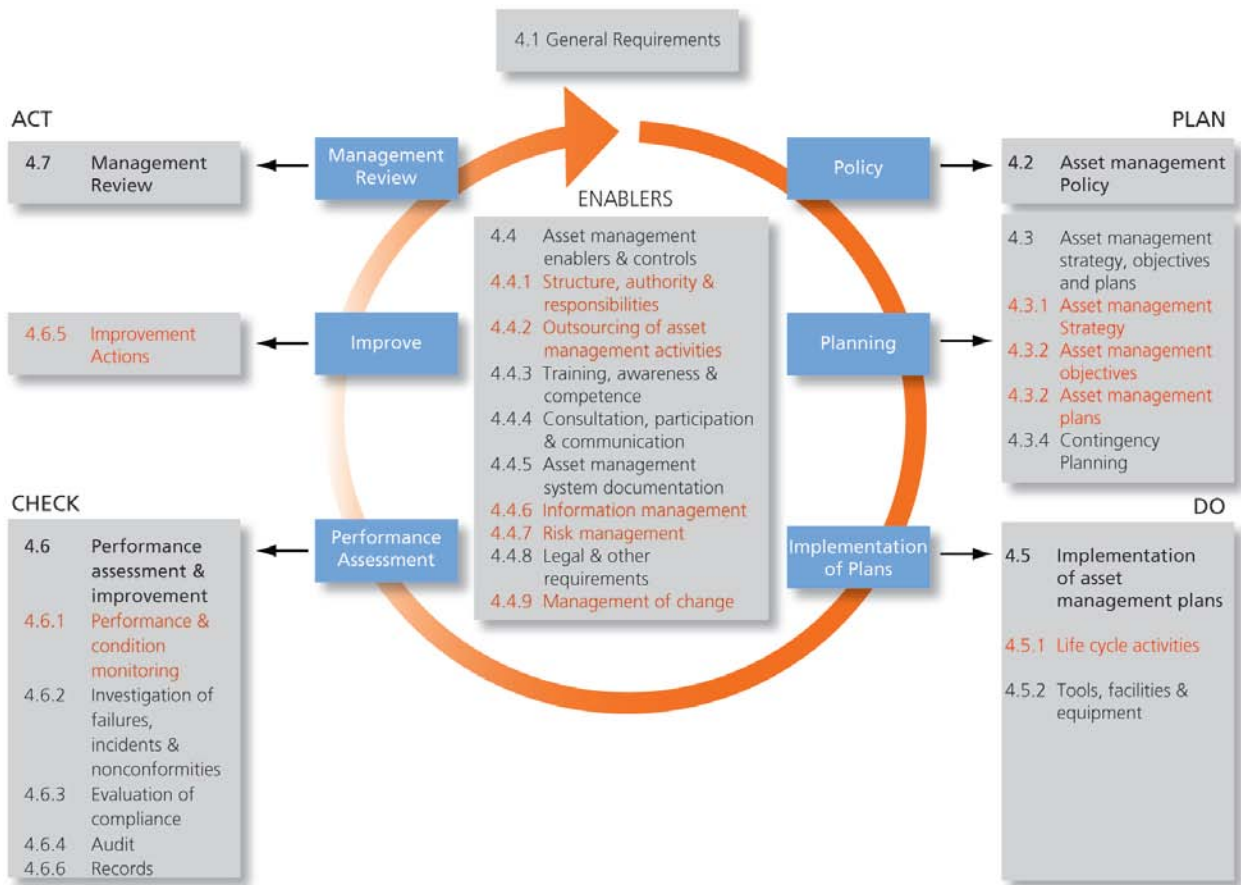 4.1 General Requirements
ACT
4.7 Management
Review
Management
Review
Policy
PLAN
4.2 Asset management
Policy
ENABLERS
4.4 Asset management
enablers & controls
4.4.1 Structure, authority &
responsibilities
4.4.2 Outsourcing of asset
management activities
4.4.3 Training, awareness &
competence
4.4.4 Consultation, participation
& communication
4.4.5 Asset management
system documentation
4.4.6 Information management
4.4.7 Risk management
4.4.8 Legal & other
requirements
4.4.9 Management of change
4.6.5 Improvement
Actions
Improve
Planning
4.3 Asset management
strategy, objectives
and plans
4.3.1 Asset management
Strategy
4.3.2 Asset management
objectives
4.3.2 Asset management
plans
4.3.4 Contingency
Planning
CHECK
4.6 Performance
assessment &
improvement
4.6.1 Performance &
condition
monitoring
4.6.2 Investigation of
failures,
incidents &
nonconformities
4.6.3 Evaluation of
compliance
4.6.4 Audit
4.6.6 Records
Performance
Assessment
Implementation
of Plans
DO
4.5 Implementation
of asset
management plans
4.5.1 Life cycle activities
4.5.2 Tools, facilities &
equipment